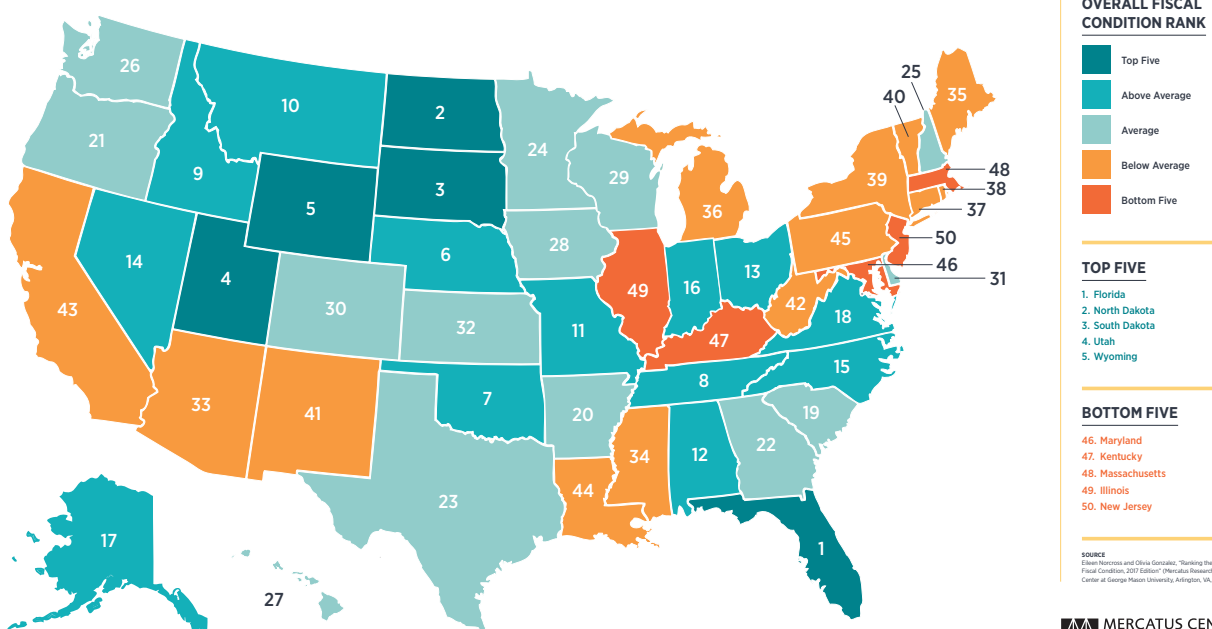 OVERALL FISCAL
CONDITION RANK
Top Five
Above Average
Average
Below Average
Bottom Five
TOP FIVE
1. Florida
2. North Dakota
3. South Dakota
4. Utah
5. Wyoming
BOTTOM FIVE
46. Maryland
47. Kentucky
48. Massachusetts
49. Illinois
50. New Jersey
SOURCE
Eileen Norcross and Olivia Gonzalez, "Ranking the
Fiscal Condition, 2017 Edition" (Mercatus Research
Center at George Mason University, Arlington, VA,
MERCATUS CEN
26
10
2
25
40
35
21
24
9
3
29
39
48
38
5
36
37
14
6
28
45
50
46
4
13
31
43
30
49
16
42
32
11
47
18
8
15
33
41
7
20
19
12
22
34
23
44
17
1
27